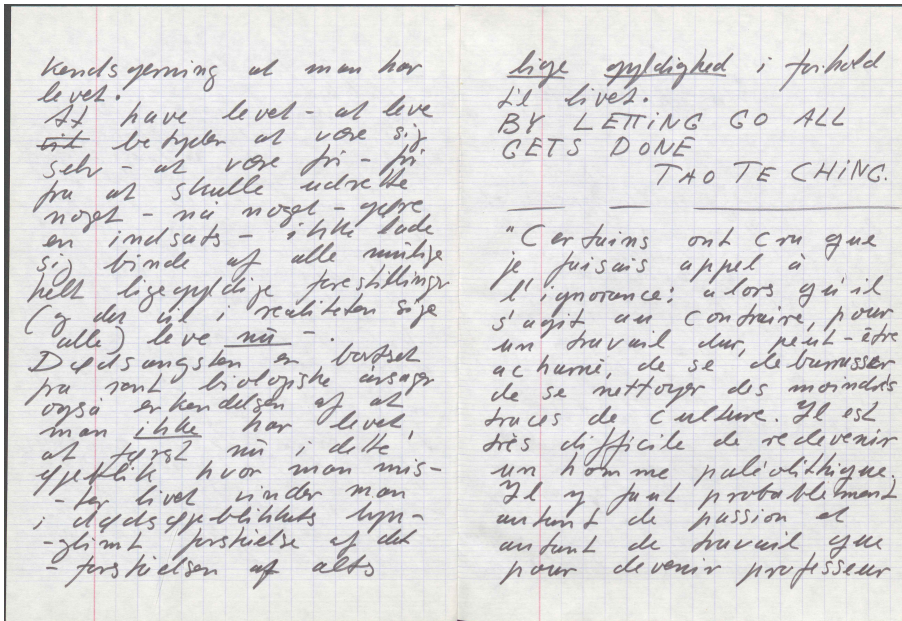 kendsgerning at man har
levet.
At have levet - at leve
betyder at være sig
selv - at være fri - fri
fra at skulle udrette
noget - nå noget - gøre
en indsats - ikke lade
sig binde af alle mulige
helt ligegyldige forestillinger
(og det vil i realiteten sige
alle) leve nu - .
Dødsangsten er bortset
fra rent biologiske årsager
også erkendelsen af at
man ikke har levet,
at først nu i dette
øjeblik hvor man mis-
-ter livet vinder man
i dødsøjeblikkets lyn-
-glimt forståelse af det
- forståelsen af alts
lige gyldighed i forhold
til livet.
BY LETTING GO ALL
GETS DONE
TAO TE CHING.
"Certains ont cru que
je faisais appel à
l'ignorance; alors qu'il
s'agit au contraire, pour
un travail dur, peut-être
acharné, de se debarrasser
de se nettoyer des moindres
traces de culture. Il est
très difficile de redevenir
un homme paléolithique.
Il y faut probablement
autant de passion et
autant de travail que
pour devenir professeur